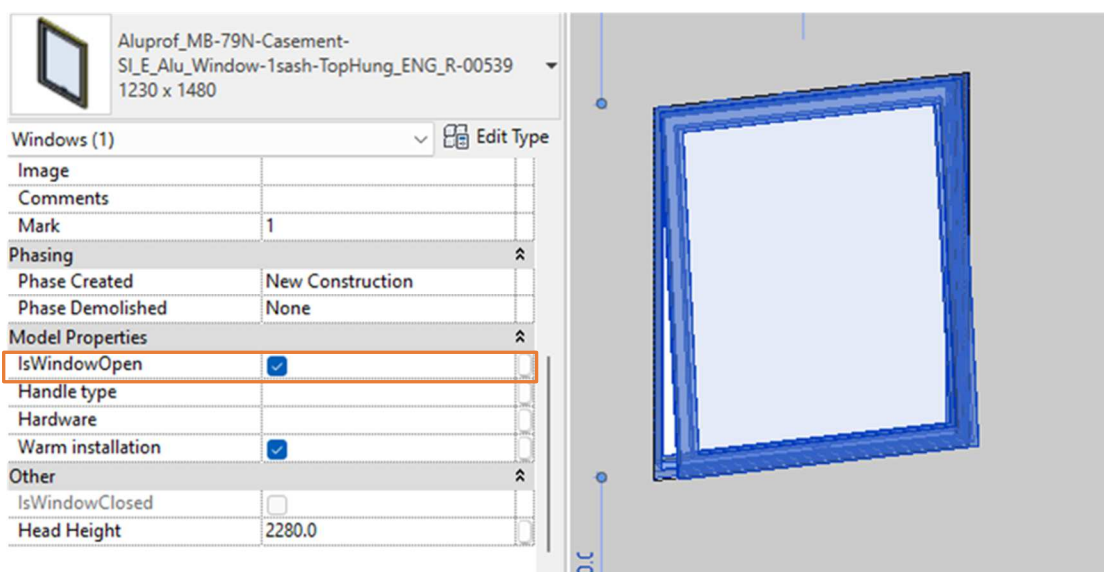 Aluprof_MB-79N-Casement-
SI_E_Alu_Window-1sash-TopHung_ENG_R-00539
1230 x 1480
Windows (1)
Edit Type
Image
Comments
Mark 1
Phasing
Phase Created New Construction
Phase Demolished None
Model Properties
IsWindowOpen
Handle type
Hardware
Warm installation
Other
IsWindowClosed
Head Height 2280.0